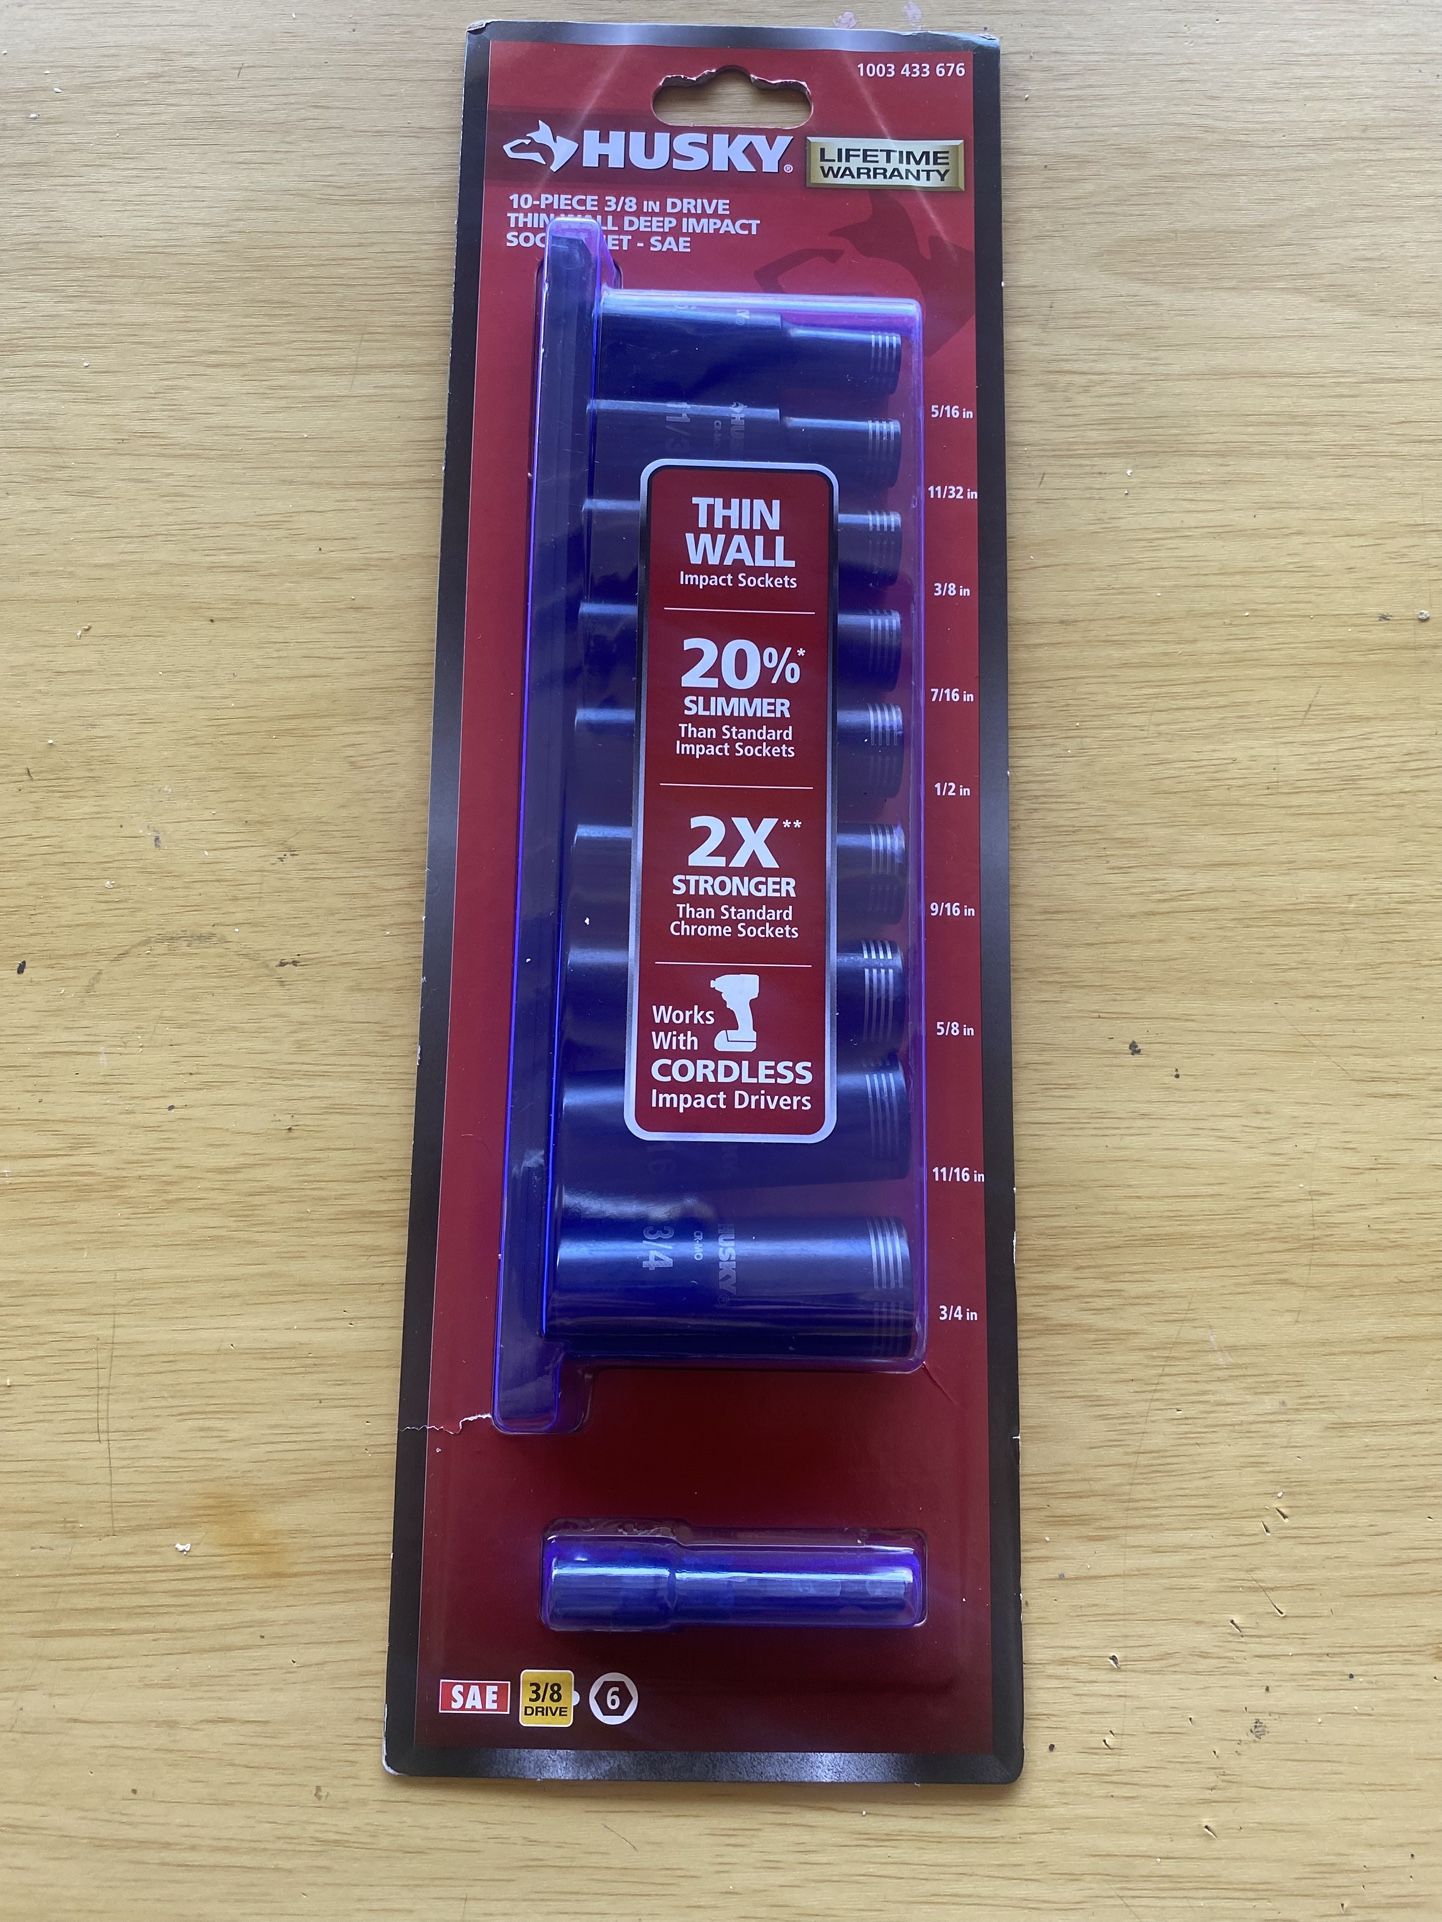 1003 433 676
HUSKY®
LIFETIME
WARRANTY
10-PIECE 3/8 IN DRIVE
DEEP IMPACT
- SAE
5/16 in
11/32 in
3/8 in
7/16 in
1/2 in
9/16 in
5/8 in
11/16 in
3/4 in
THIN
WALL
Impact Sockets
20%*
SLIMMER
Than Standard
Impact Sockets
2X**
STRONGER
Than Standard
Chrome Sockets
Works
With
CORDLESS
Impact Drivers
3/4
CR-MO
HUSKY®
SAE
3/8
DRIVE
6